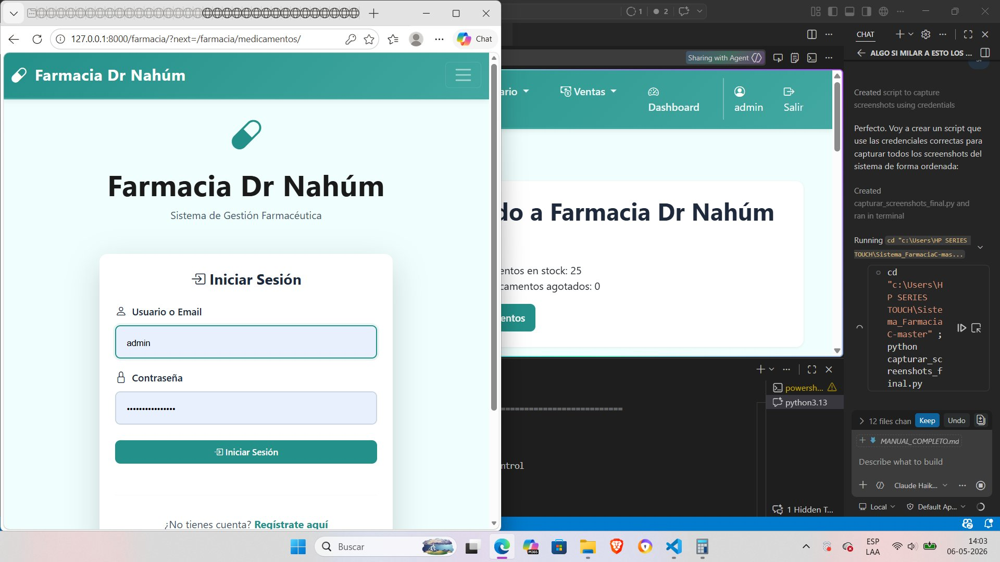 127.0.0.1:8000/farmacia/?next=/farmacia/medicamentos/
Chat
Farmacia Dr Nahúm
Farmacia Dr Nahúm
Sistema de Gestión Farmacéutica
Iniciar Sesión
Usuario o Email
admin
Contraseña
••••••••••••••••
Iniciar Sesión
¿No tienes cuenta? Regístrate aquí
1
2
Sharing with Agent
ario
Ventas
Dashboard
admin
Salir
do a Farmacia Dr Nahúm
entos en stock: 25
camentos agotados: 0
entos
==========================
ntrol
powersh...
python3.13
1 Hidden T...
CHAT
ALGO SI MILAR A ESTO LOS ...
Created script to capture
screenshots using credentials
Perfecto. Voy a crear un script que
use las credenciales correctas para
capturar todos los screenshots del
sistema de forma ordenada:
Created
capturar_screenshots_final.py and
ran in terminal
Running cd "c:\Users\HP SERIES
TOUCH\Sistema_FarmaciaC-mas...
cd
"c:\Users\H
P SERIES
TOUCH\Siste
ma_Farmacia
C-master" ;
python
capturar_sc
reenshots_f
inal.py
12 files chan
Keep
Undo
MANUAL_COMPLETO.md
Describe what to build
Claude Haik...
Local
Default Ap...
Buscar
M365
ESP
LAA
14:03
06-05-2026